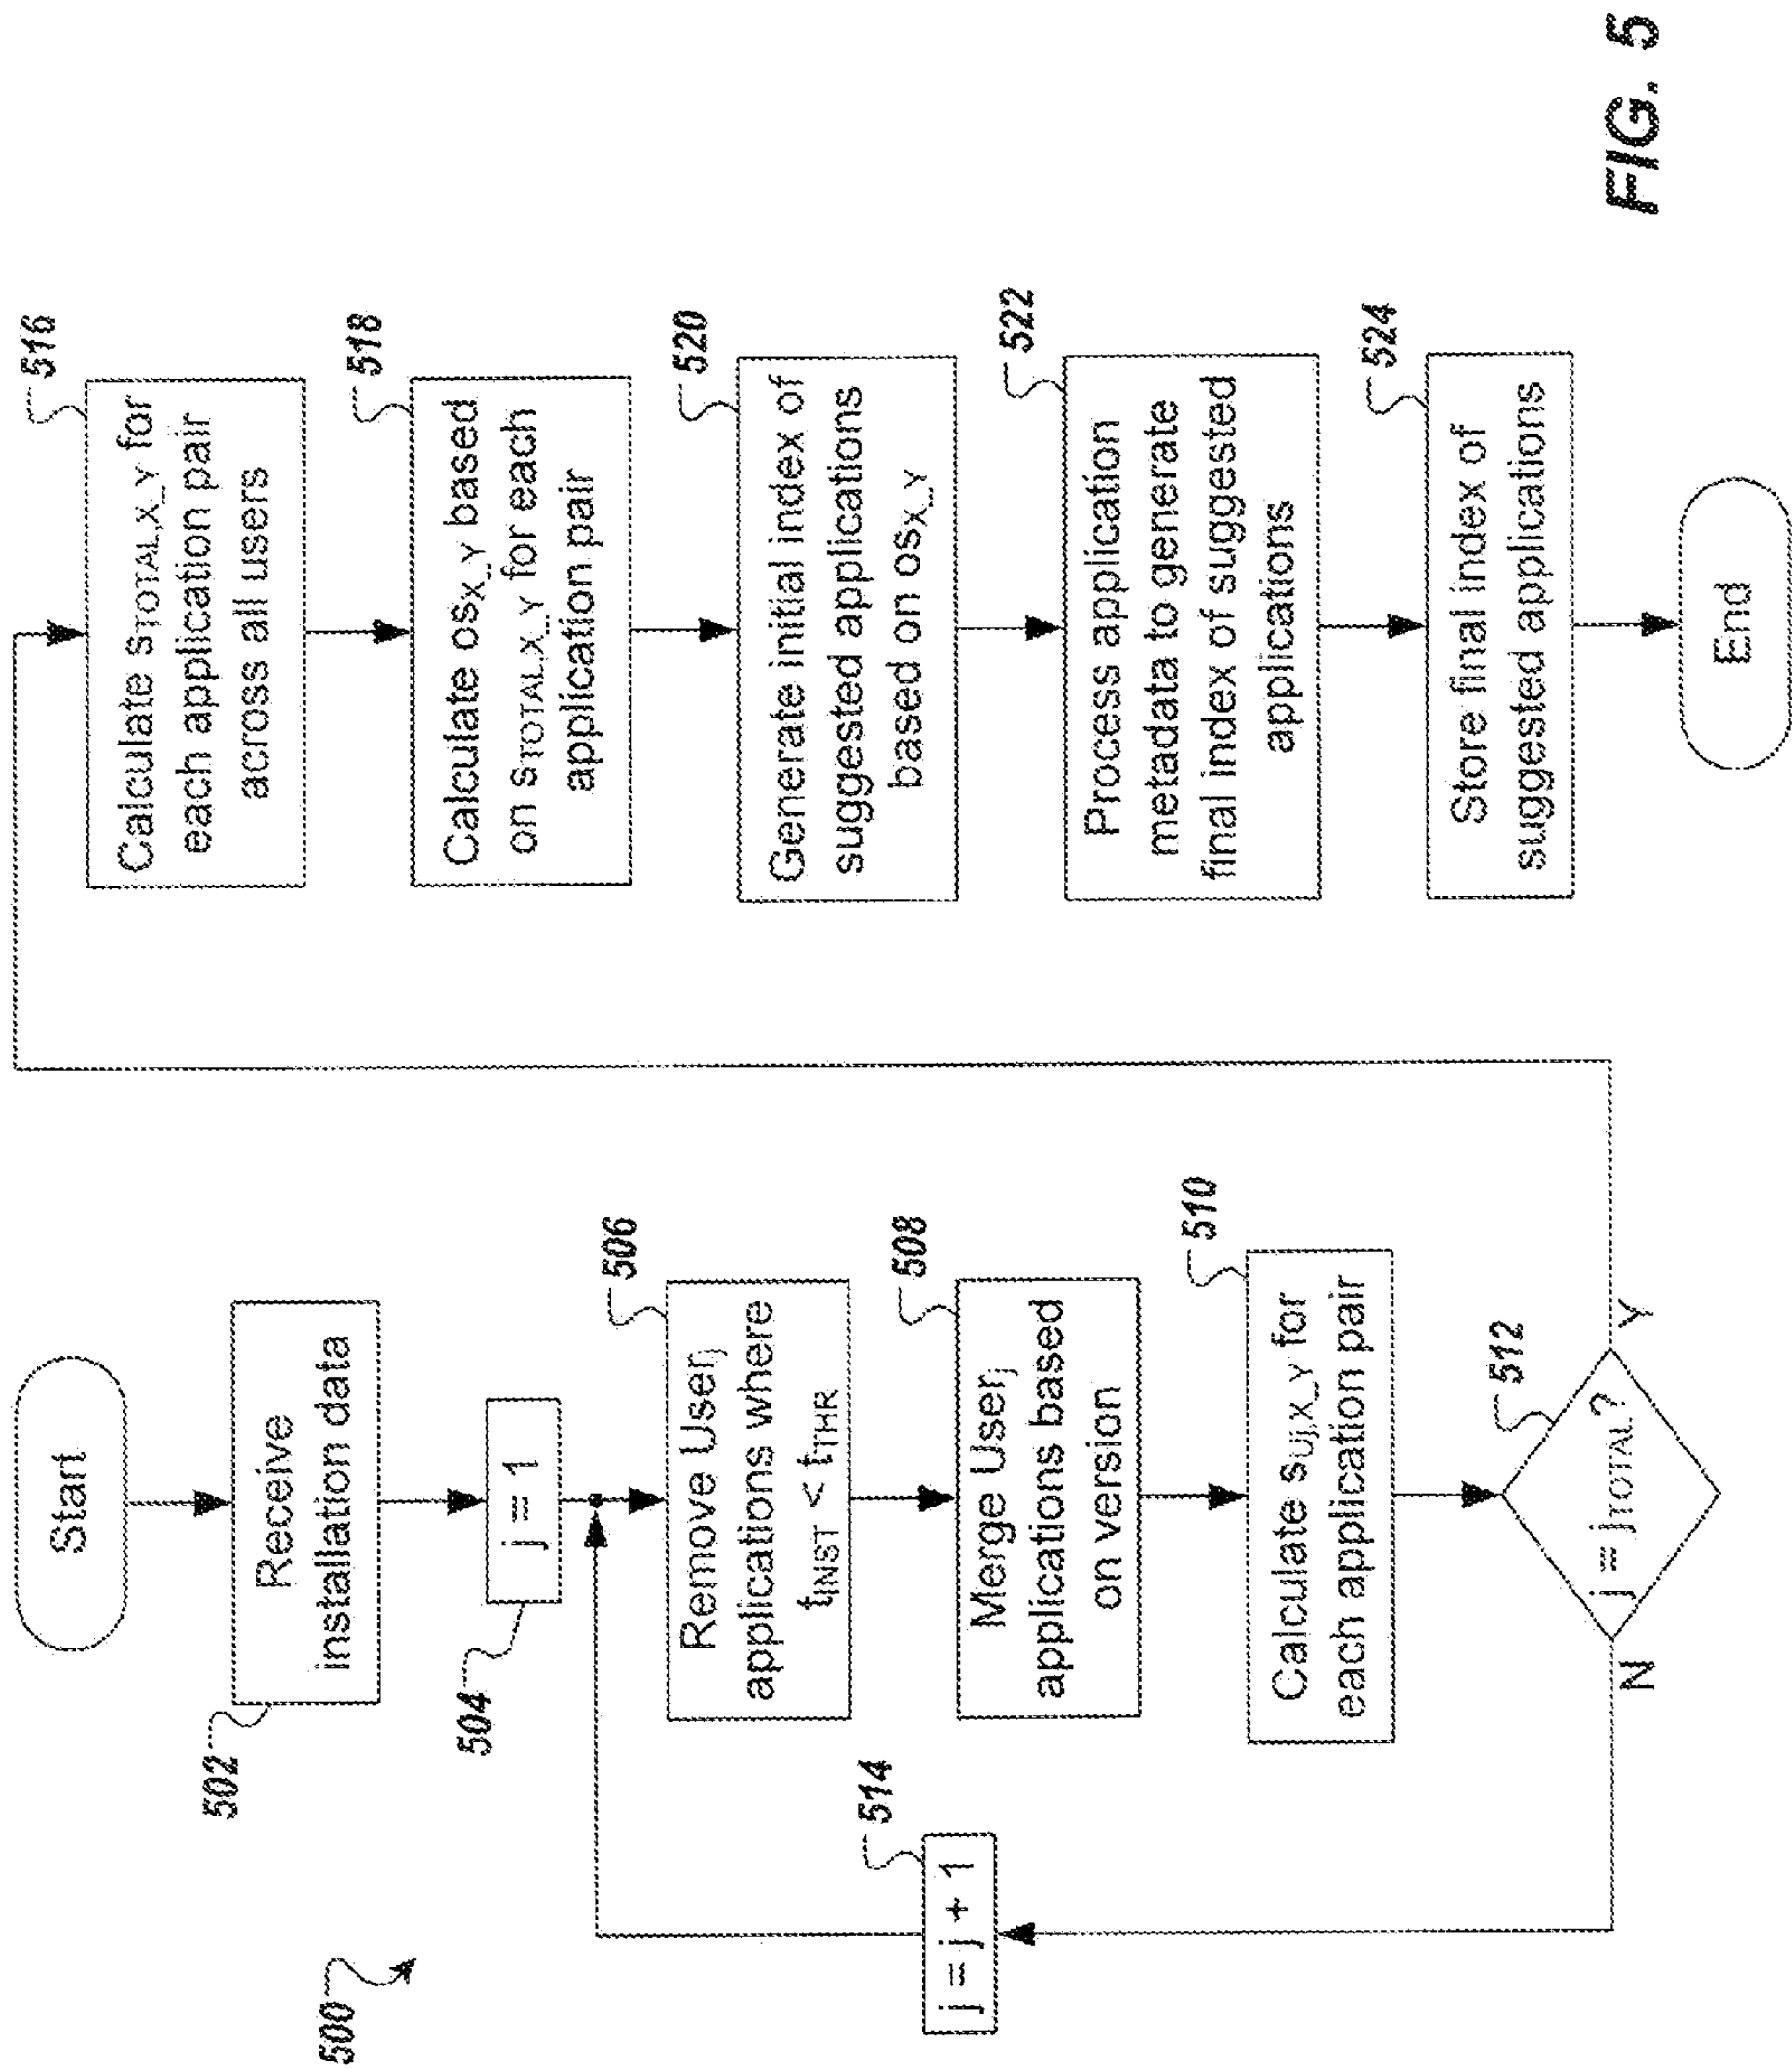 500
Start
502
Receive
installation data
504
j = 1
506
Remove Userj
applications where
tINST < tTHR
508
Merge Userj
applications based
on version
510
Calculate sUj,X_Y for
each application pair
512
j = jTOTAL?
N
Y
514
j = j + 1
516
Calculate sTOTAL,X_Y for
each application pair
across all users
518
Calculate osX_Y based
on sTOTAL,X_Y for each
application pair
520
Generate initial index of
suggested applications
based on osX_Y
522
Process application
metadata to generate
final index of suggested
applications
524
Store final index of
suggested applications
End
FIG. 5